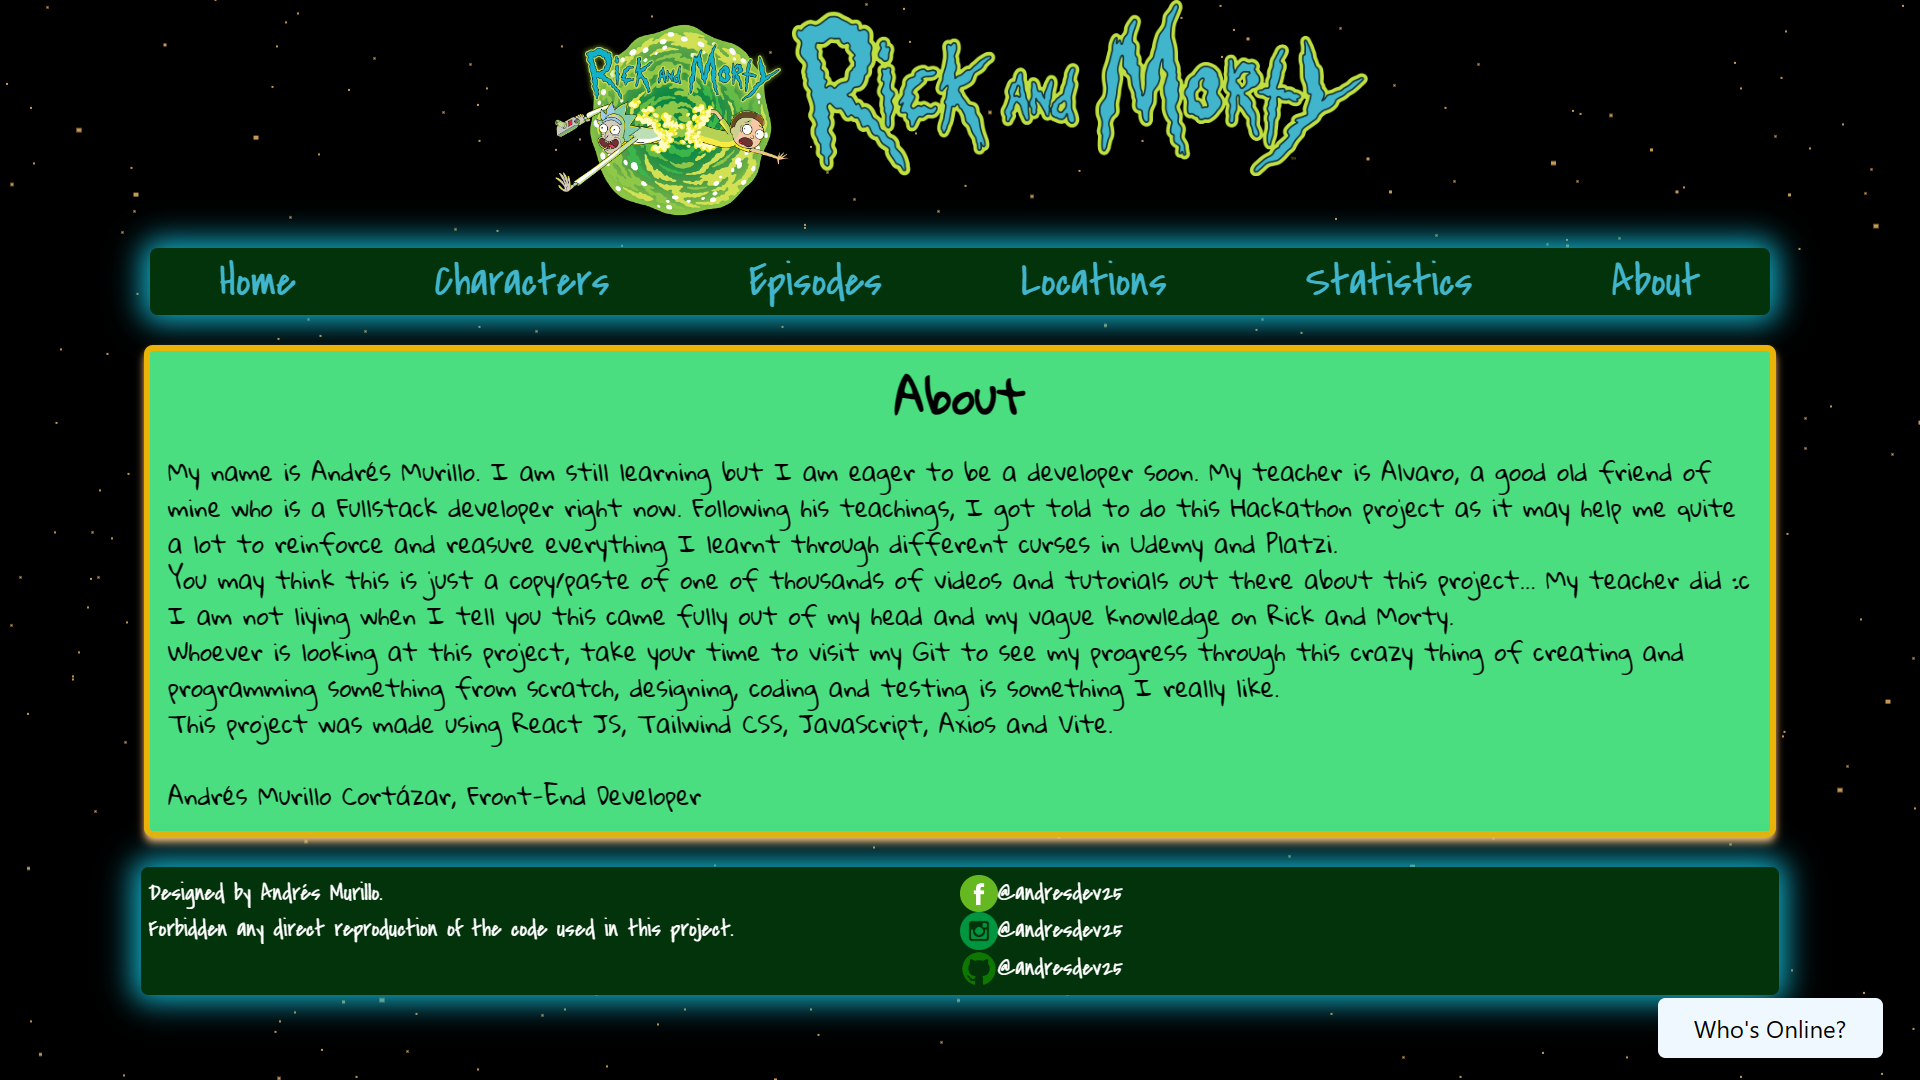 Rick and Morty
Rick and Morty
Home Characters Episodes Locations Statistics About
About
My name is Andrés Murillo. I am still learning but I am eager to be a developer soon. My teacher is Alvaro, a good old friend of
mine who is a Fullstack developer right now. Following his teachings, I got told to do this Hackathon project as it may help me quite
a lot to reinforce and reasure everything I learnt through different curses in Udemy and Platzi.
You may think this is just a copy/paste of one of thousands of videos and tutorials out there about this project... My teacher did :c
I am not liying when I tell you this came fully out of my head and my vague knowledge on Rick and Morty.
Whoever is looking at this project, take your time to visit my Git to see my progress through this crazy thing of creating and
programming something from scratch, designing, coding and testing is something I really like.
This project was made using React JS, Tailwind CSS, JavaScript, Axios and Vite.
Andrés Murillo Cortázar, Front-End Developer
Designed by Andrés Murillo.
Forbidden any direct reproduction of the code used in this project.
@andresdev25
@andresdev25
@andresdev25
Who's Online?